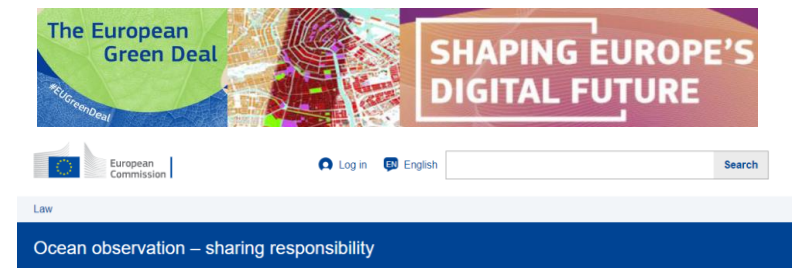 The European
Green Deal
#EUGreenDeal
SHAPING EUROPE'S
DIGITAL FUTURE
European
Commission
Log in EN English Search
Law
Ocean observation – sharing responsibility